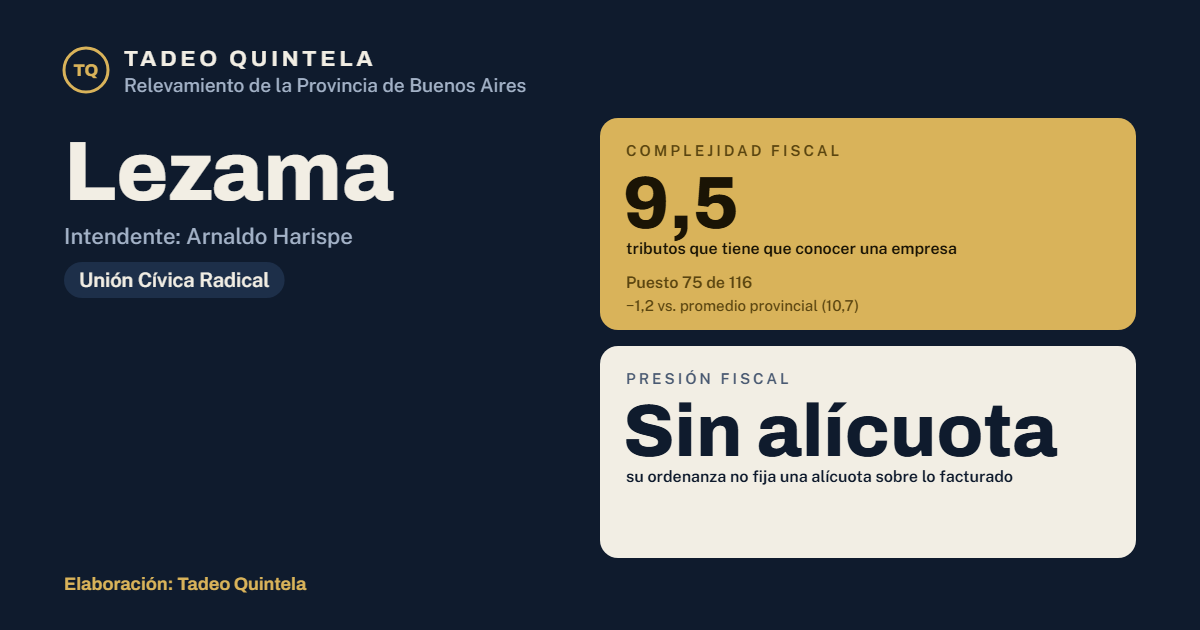 TQ
TADEO QUINTELA
Relevamiento de la Provincia de Buenos Aires
Lezama
Intendente: Arnaldo Harispe
Unión Cívica Radical
COMPLEJIDAD FISCAL
9,5
tributos que tiene que conocer una empresa
Puesto 75 de 116
−1,2 vs. promedio provincial (10,7)
PRESIÓN FISCAL
Sin alícuota
su ordenanza no fija una alícuota sobre lo facturado
Elaboración: Tadeo Quintela